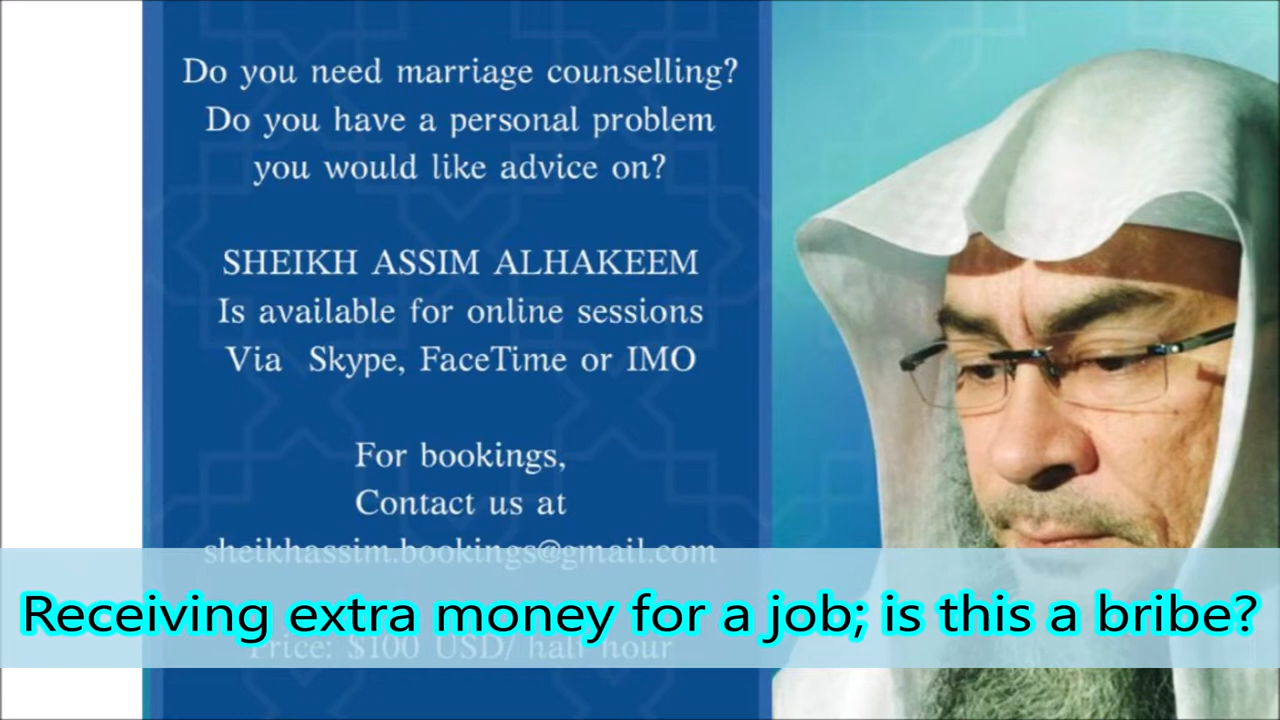 Do you need marriage counselling?
Do you have a personal problem
you would like advice on?
SHEIKH ASSIM ALHAKEEM
Is available for online sessions
Via Skype, FaceTime or IMO
For bookings,
Contact us at
sheikhassim.bookings@gmail.com
Receiving extra money for a job; is this a bribe?
Price: $100 USD/ half hour